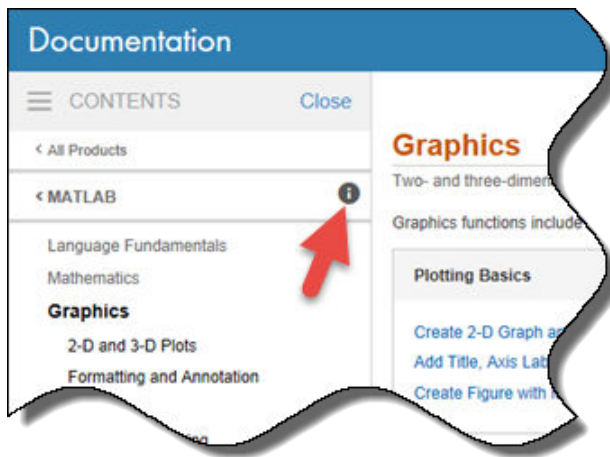 Documentation
CONTENTS Close
< All Products
< MATLAB
Language Fundamentals
Mathematics
Graphics
2-D and 3-D Plots
Formatting and Annotation
Graphics
Two- and three-dimen
Graphics functions include
Plotting Basics
Create 2-D Graph
Add Title, Axis Lab
Create Figure with